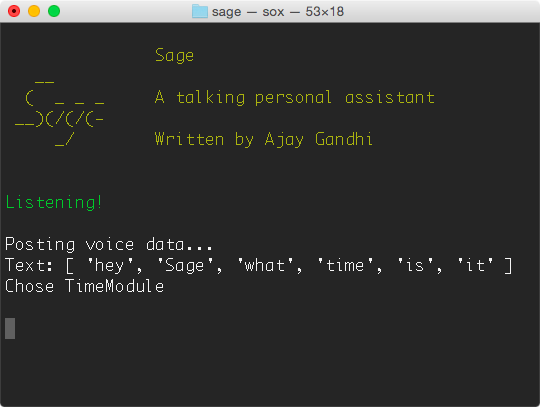 sage — sox — 53×18
Sage
A talking personal assistant
Written by Ajay Gandhi
Listening!
Posting voice data...
Text: [ 'hey', 'Sage', 'what', 'time', 'is', 'it' ]
Chose TimeModule